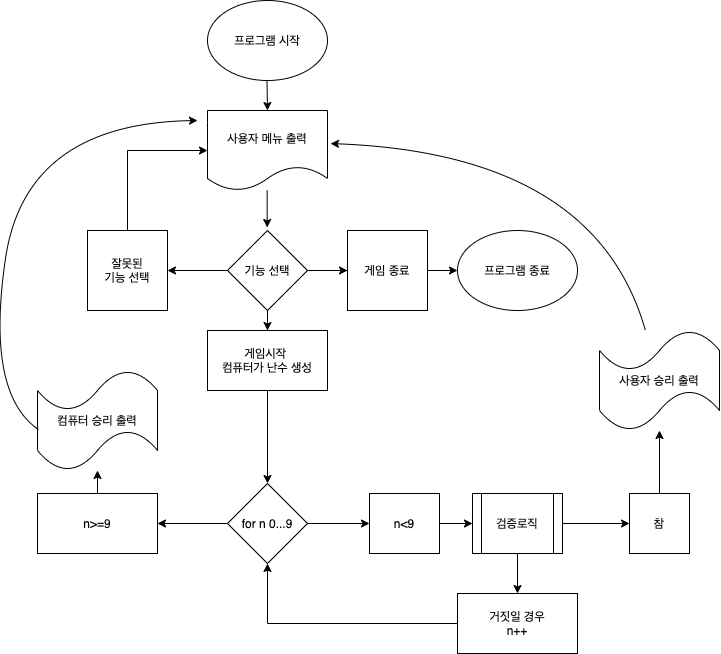 프로그램 시작
사용자 메뉴 출력
잘못된
기능 선택
기능 선택
게임 종료
프로그램 종료
게임시작
컴퓨터가 난수 생성
사용자 승리 출력
컴퓨터 승리 출력
n>=9
for n 0...9
n<9
검증로직
참
거짓일 경우
n++